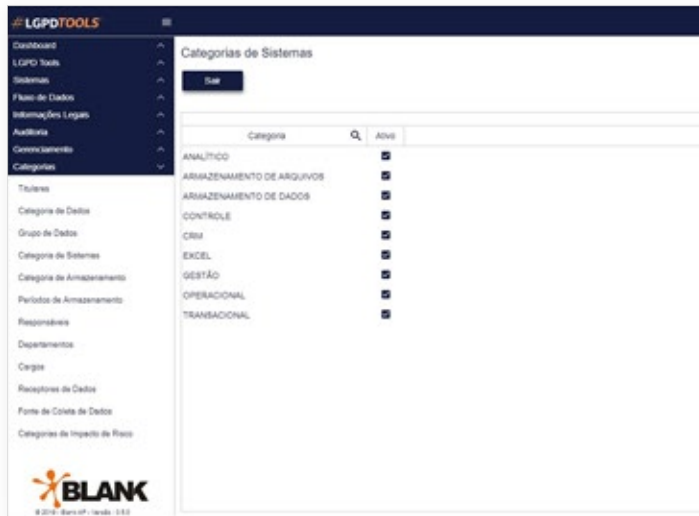 #LGPDTOOLS
Dashboard
LGPD Tools
Sistemas
Fluxo de Dados
Informações Legais
Auditoria
Gerenciamento
Categorias
Titulares
Categoria de Dados
Grupo de Dados
Categoria de Sistemas
Categoria de Armazenamento
Períodos de Armazenamento
Responsáveis
Departamentos
Cargos
Receptores de Dados
Fonte de Coleta de Dados
Categorias de Impacto de Risco
BLANK
Categorias de Sistemas
Sair
Categoria Ativo
ANALÍTICO
ARMAZENAMENTO DE ARQUIVOS
ARMAZENAMENTO DE DADOS
CONTROLE
CRM
EXCEL
GESTÃO
OPERACIONAL
TRANSACIONAL